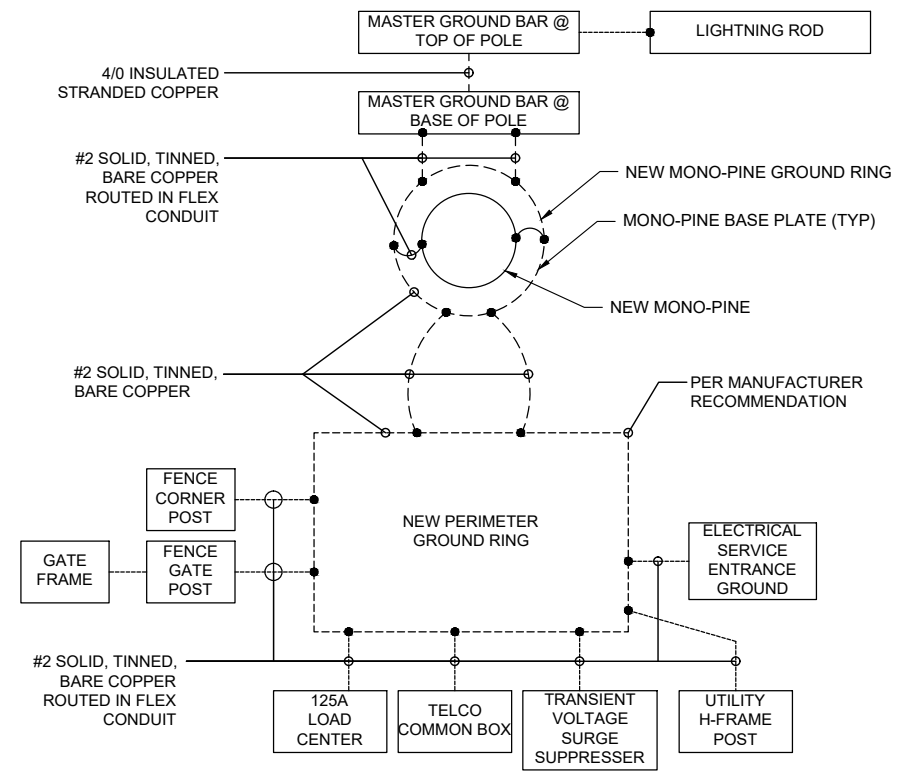 MASTER GROUND BAR @
TOP OF POLE
LIGHTNING ROD
4/0 INSULATED
STRANDED COPPER
MASTER GROUND BAR @
BASE OF POLE
#2 SOLID, TINNED,
BARE COPPER
ROUTED IN FLEX
CONDUIT
NEW MONO-PINE GROUND RING
MONO-PINE BASE PLATE (TYP)
NEW MONO-PINE
#2 SOLID, TINNED,
BARE COPPER
PER MANUFACTURER
RECOMMENDATION
FENCE
CORNER
POST
NEW PERIMETER
GROUND RING
GATE
FRAME
FENCE
GATE
POST
ELECTRICAL
SERVICE
ENTRANCE
GROUND
#2 SOLID, TINNED,
BARE COPPER
ROUTED IN FLEX
CONDUIT
125A
LOAD
CENTER
TELCO
COMMON BOX
TRANSIENT
VOLTAGE
SURGE
SUPPRESSER
UTILITY
H-FRAME
POST